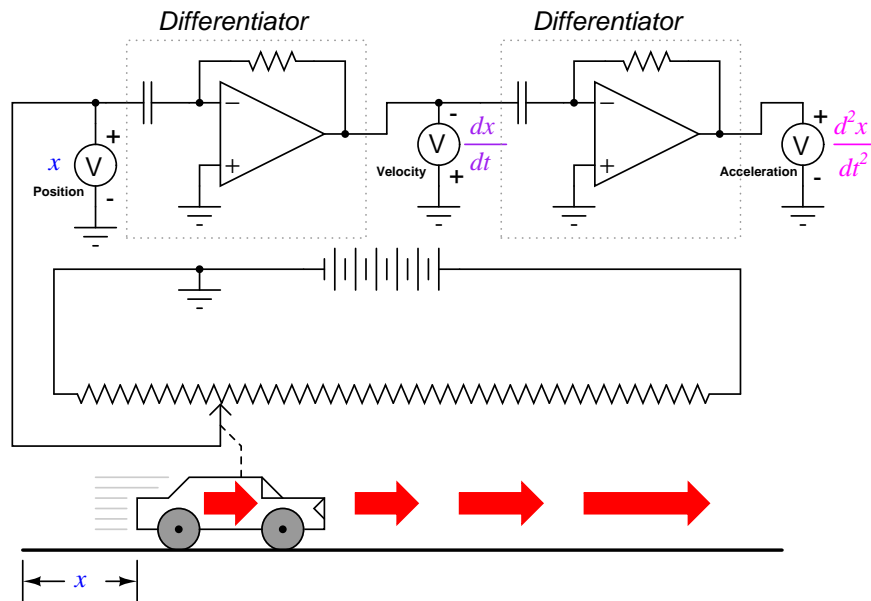 Differentiator Differentiator
− −
+ - +
x V V dx/dt V d²x/dt²
Position Velocity Acceleration
- + + + -
x